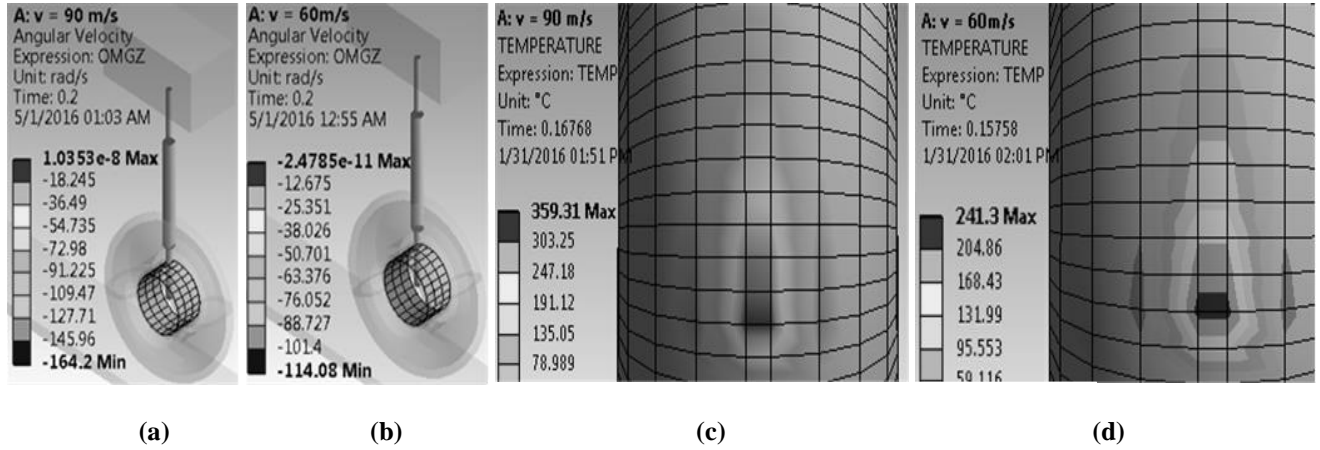 A: v = 90 m/s
Angular Velocity
Expression: OMGZ
Unit: rad/s
Time: 0.2
5/1/2016 01:03 AM
1.0353e-8 Max
-18.245
-36.49
-54.735
-72.98
-91.225
-109.47
-127.71
-145.96
-164.2 Min
A: v = 60 m/s
Angular Velocity
Expression: OMGZ
Unit: rad/s
Time: 0.2
5/1/2016 12:55 AM
-2.4785e-11 Max
-12.675
-25.351
-38.026
-50.701
-63.376
-76.052
-88.727
-101.4
-114.08 Min
A: v = 90 m/s
TEMPERATURE
Expression: TEMP
Unit: °C
Time: 0.16768
1/31/2016 01:51 PM
359.31 Max
303.25
247.18
191.12
135.05
78.989
A: v = 60m/s
TEMPERATURE
Expression: TEMP
Unit: °C
Time: 0.15758
1/31/2016 02:01 PM
241.3 Max
204.86
168.43
131.99
95.553
59.116
(a)
(b)
(c)
(d)